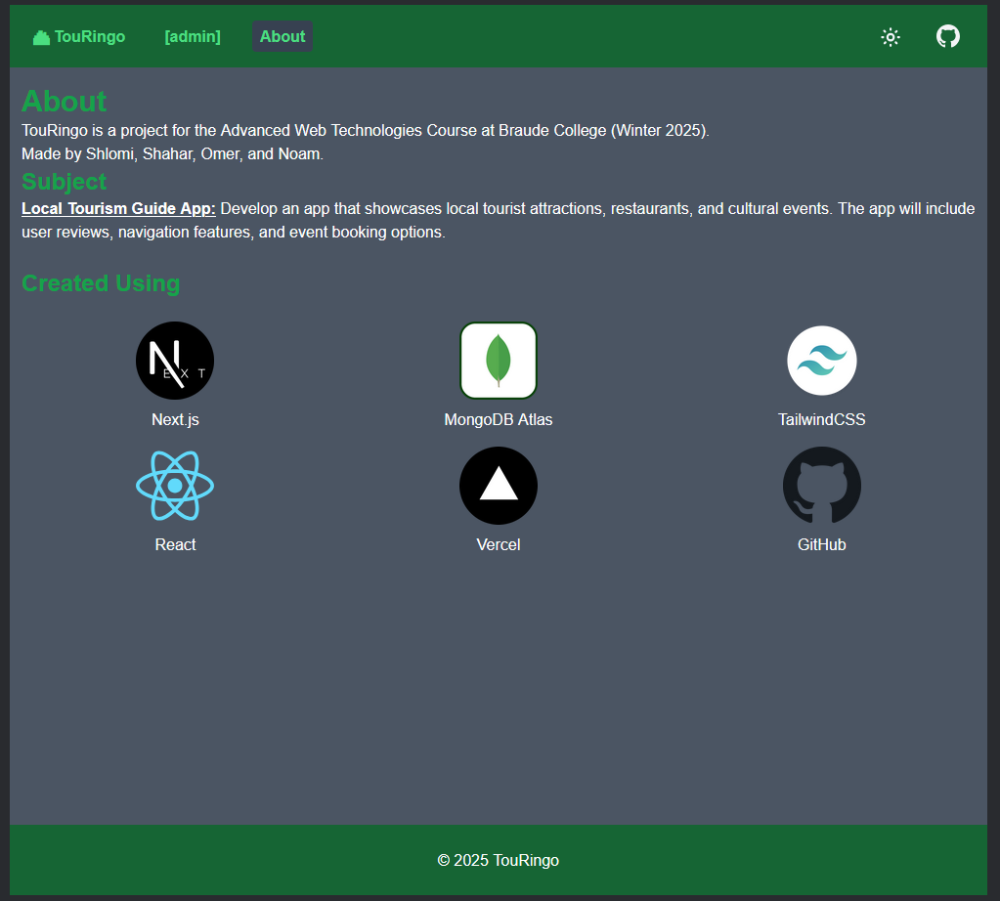 TouRingo [admin] About
About
TouRingo is a project for the Advanced Web Technologies Course at Braude College (Winter 2025).
Made by Shlomi, Shahar, Omer, and Noam.
Subject
Local Tourism Guide App: Develop an app that showcases local tourist attractions, restaurants, and cultural events. The app will include
user reviews, navigation features, and event booking options.
Created Using
NEXT
Next.js MongoDB Atlas TailwindCSS
React Vercel GitHub
© 2025 TouRingo